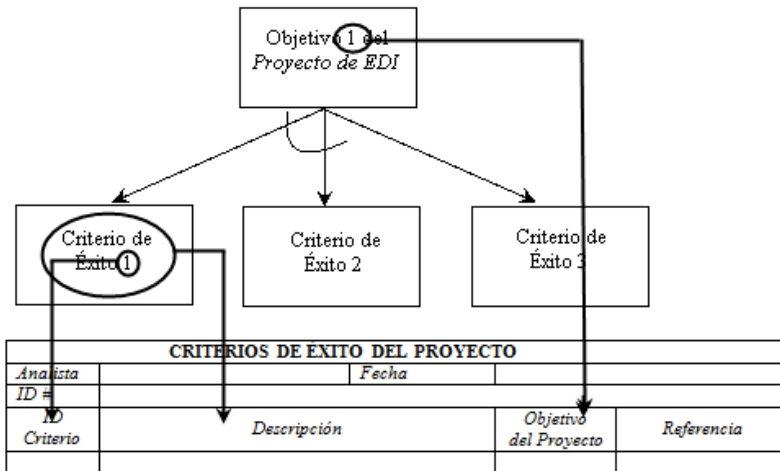 Objetivo 1 del
Proyecto de EDI
Criterio de
Éxito 1
Criterio de
Éxito 2
Criterio de
Éxito 3
CRITERIOS DE ÉXITO DEL PROYECTO
Analista Fecha
ID #
ID
Criterio
Descripción
Objetivo
del Proyecto
Referencia